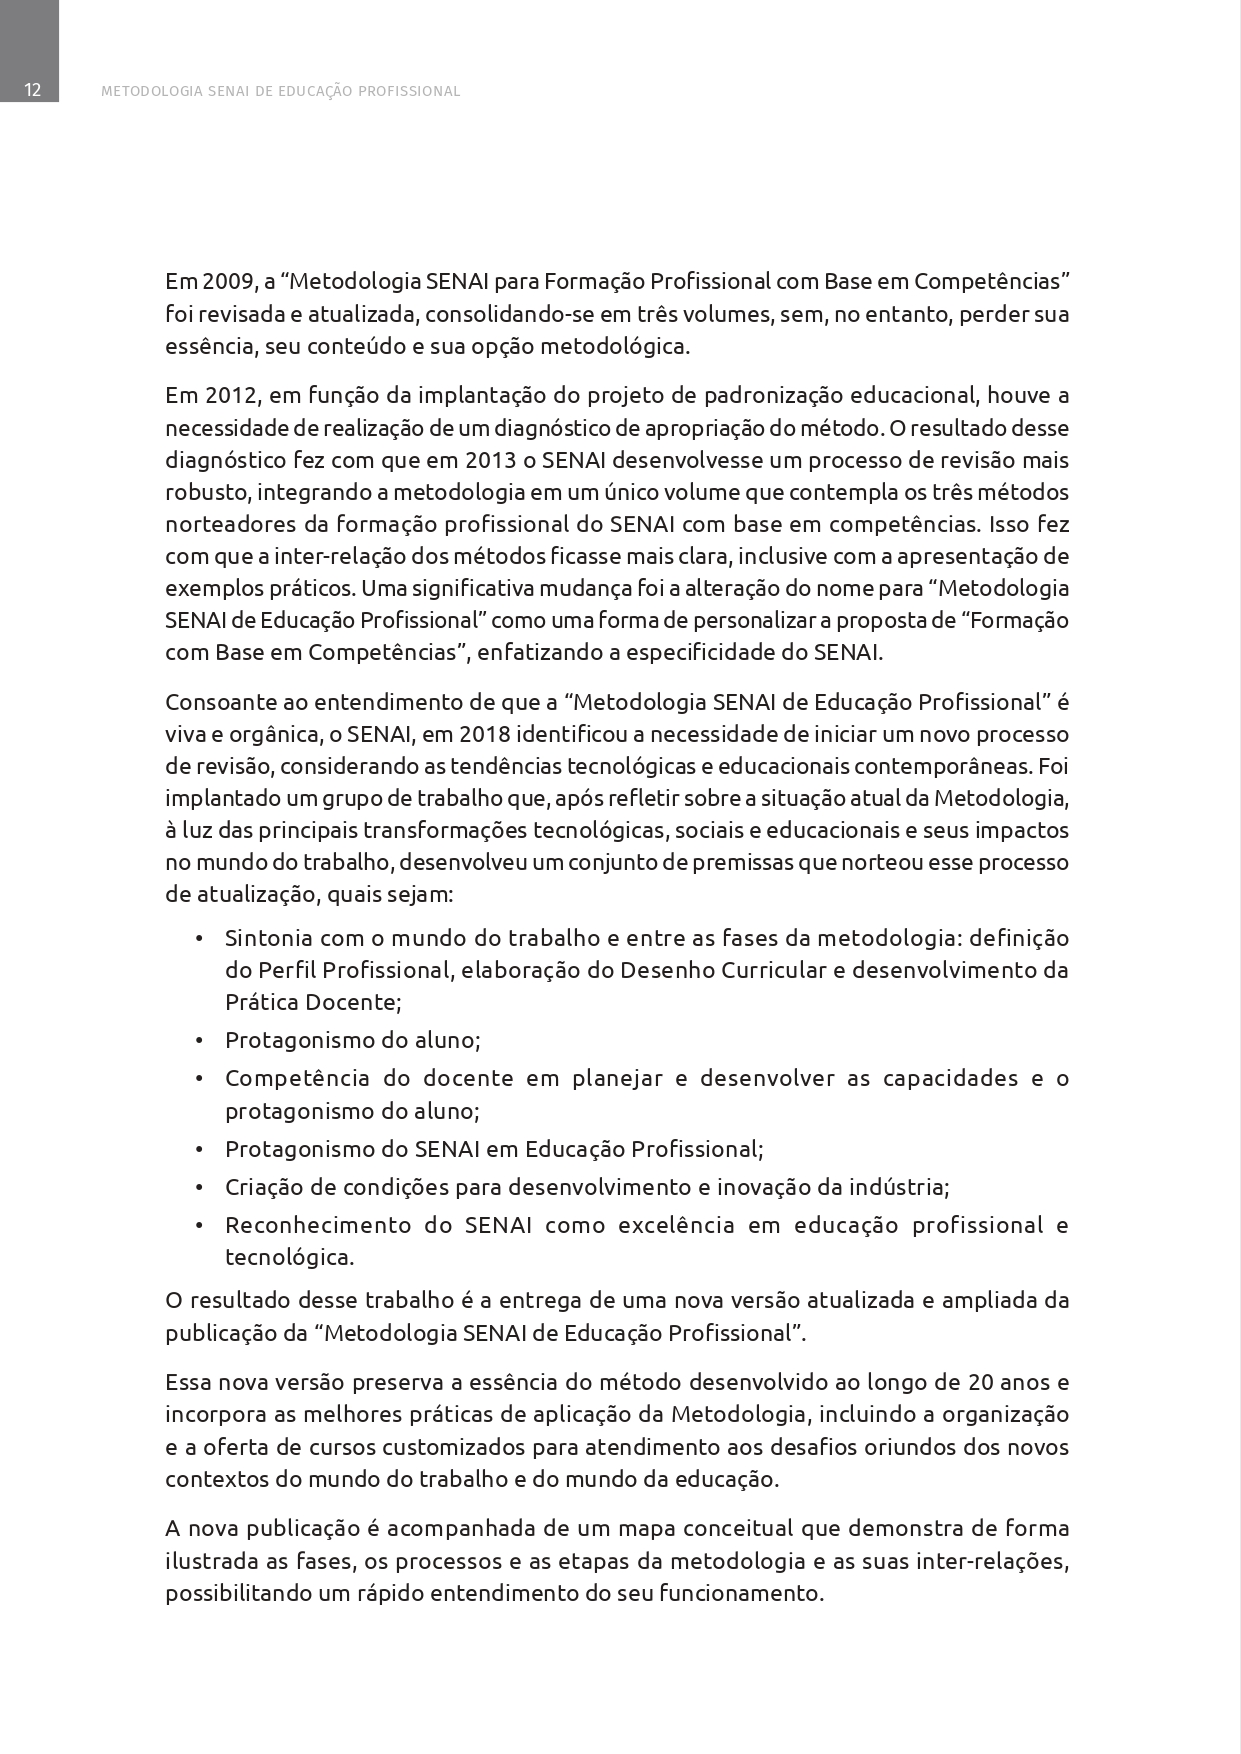 12
METODOLOGIA SENAI DE EDUCAÇÃO PROFISSIONAL
Em 2009, a “Metodologia SENAI para Formação Profissional com Base em Competências”
foi revisada e atualizada, consolidando-se em três volumes, sem, no entanto, perder sua
essência, seu conteúdo e sua opção metodológica.
Em 2012, em função da implantação do projeto de padronização educacional, houve a
necessidade de realização de um diagnóstico de apropriação do método. O resultado desse
diagnóstico fez com que em 2013 o SENAI desenvolvesse um processo de revisão mais
robusto, integrando a metodologia em um único volume que contempla os três métodos
norteadores da formação profissional do SENAI com base em competências. Isso fez
com que a inter-relação dos métodos ficasse mais clara, inclusive com a apresentação de
exemplos práticos. Uma significativa mudança foi a alteração do nome para “Metodologia
SENAI de Educação Profissional” como uma forma de personalizar a proposta de “Formação
com Base em Competências”, enfatizando a especificidade do SENAI.
Consoante ao entendimento de que a “Metodologia SENAI de Educação Profissional” é
viva e orgânica, o SENAI, em 2018 identificou a necessidade de iniciar um novo processo
de revisão, considerando as tendências tecnológicas e educacionais contemporâneas. Foi
implantado um grupo de trabalho que, após refletir sobre a situação atual da Metodologia,
à luz das principais transformações tecnológicas, sociais e educacionais e seus impactos
no mundo do trabalho, desenvolveu um conjunto de premissas que norteou esse processo
de atualização, quais sejam:
• Sintonia com o mundo do trabalho e entre as fases da metodologia: definição
do Perfil Profissional, elaboração do Desenho Curricular e desenvolvimento da
Prática Docente;
• Protagonismo do aluno;
• Competência do docente em planejar e desenvolver as capacidades e o
protagonismo do aluno;
• Protagonismo do SENAI em Educação Profissional;
• Criação de condições para desenvolvimento e inovação da indústria;
• Reconhecimento do SENAI como excelência em educação profissional e
tecnológica.
O resultado desse trabalho é a entrega de uma nova versão atualizada e ampliada da
publicação da “Metodologia SENAI de Educação Profissional”.
Essa nova versão preserva a essência do método desenvolvido ao longo de 20 anos e
incorpora as melhores práticas de aplicação da Metodologia, incluindo a organização
e a oferta de cursos customizados para atendimento aos desafios oriundos dos novos
contextos do mundo do trabalho e do mundo da educação.
A nova publicação é acompanhada de um mapa conceitual que demonstra de forma
ilustrada as fases, os processos e as etapas da metodologia e as suas inter-relações,
possibilitando um rápido entendimento do seu funcionamento.